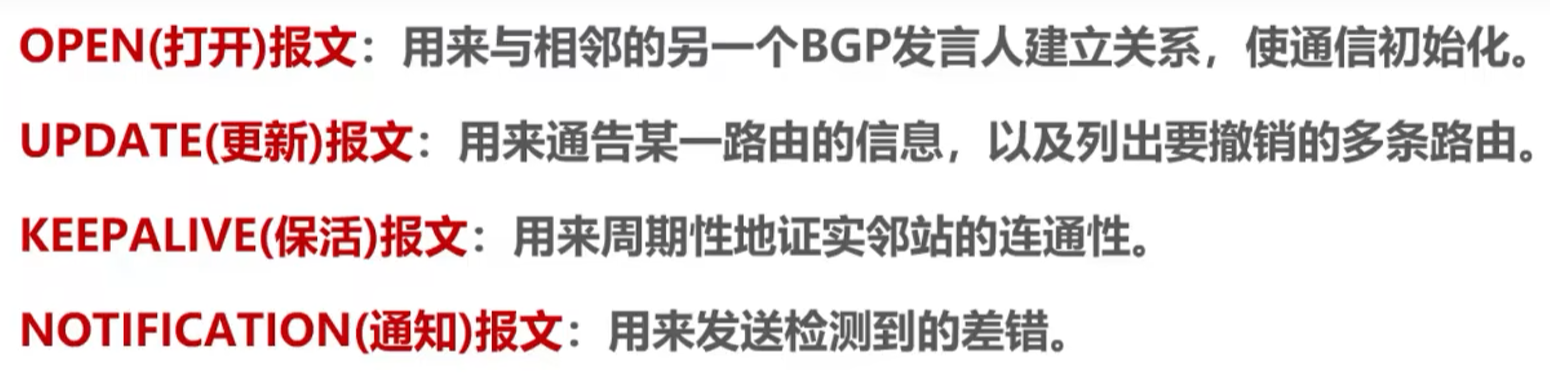 OPEN(打开)报文：用来与相邻的另一个BGP发言人建立关系，使通信初始化。
UPDATE(更新)报文：用来通告某一路由的信息，以及列出要撤销的多条路由。
KEEPALIVE(保活)报文：用来周期性地证实邻站的连通性。
NOTIFICATION(通知)报文：用来发送检测到的差错。